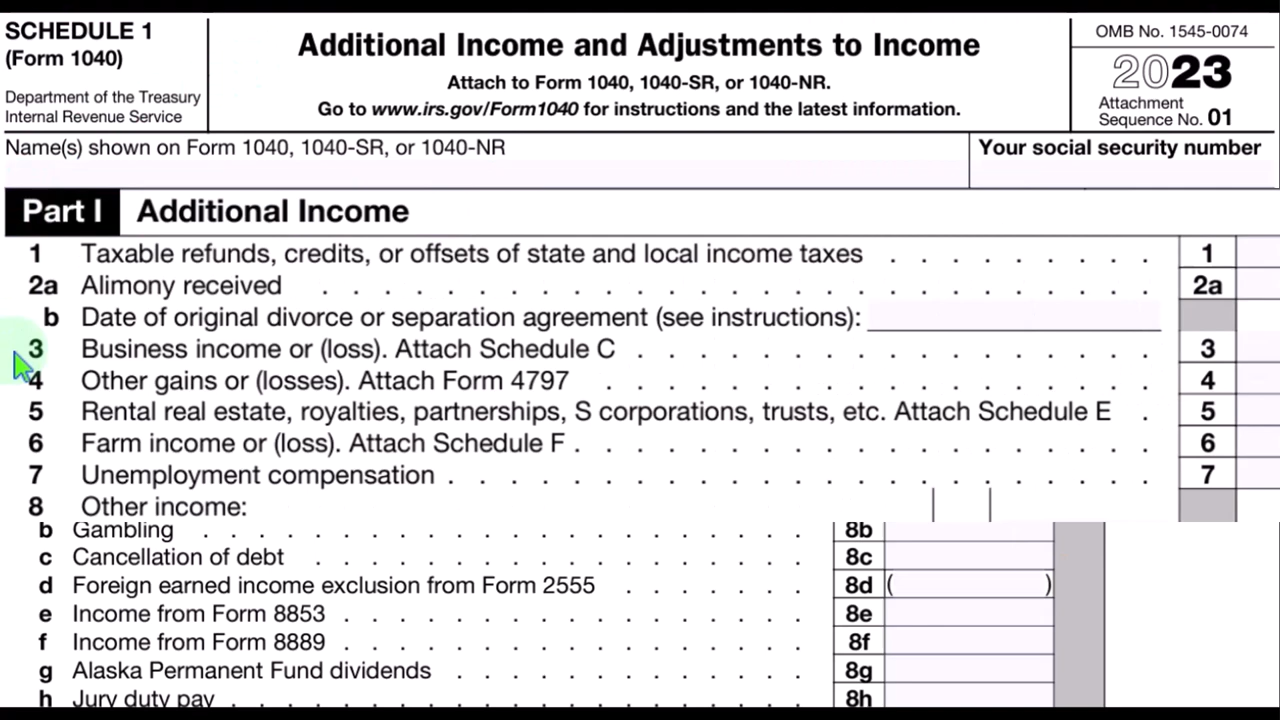 SCHEDULE 1
(Form 1040)
Department of the Treasury
Internal Revenue Service
Additional Income and Adjustments to Income
Attach to Form 1040, 1040-SR, or 1040-NR.
Go to www.irs.gov/Form1040 for instructions and the latest information.
OMB No. 1545-0074
2023
Attachment
Sequence No. 01
Name(s) shown on Form 1040, 1040-SR, or 1040-NR
Your social security number
Part I Additional Income
1 Taxable refunds, credits, or offsets of state and local income taxes . . . . . . . . . 1
2a Alimony received . . . . . . . . . . . . . . . . . . . . . . 2a
b Date of original divorce or separation agreement (see instructions):
3 Business income or (loss). Attach Schedule C . . . . . . . . . . . . . . 3
4 Other gains or (losses). Attach Form 4797 . . . . . . . . . . . . . . 4
5 Rental real estate, royalties, partnerships, S corporations, trusts, etc. Attach Schedule E . 5
6 Farm income or (loss). Attach Schedule F . . . . . . . . . . . . . . . 6
7 Unemployment compensation . . . . . . . . . . . . . . . . . . . 7
8 Other income:
b Gambling . . . . . . . . . . . . . . . . . . . . . . 8b
c Cancellation of debt . . . . . . . . . . . . . . . . . . 8c
d Foreign earned income exclusion from Form 2555 . . . . . . . 8d ( )
e Income from Form 8853 . . . . . . . . . . . . . . . . . 8e
f Income from Form 8889 . . . . . . . . . . . . . . . . . 8f
g Alaska Permanent Fund dividends . . . . . . . . . . . . . 8g
h Jury duty pay . . . . . . . . . . . . . . . . . . . . . 8h